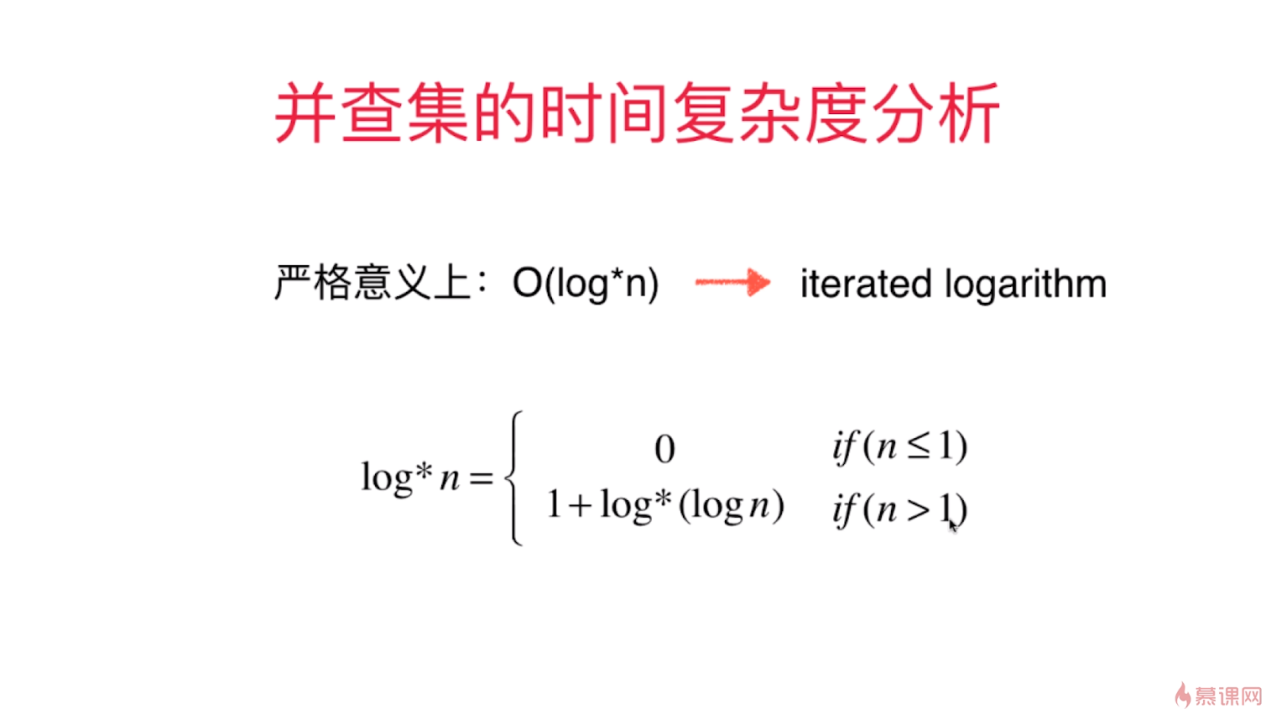 并查集的时间复杂度分析
严格意义上：O(log*n) → iterated logarithm
log* n = { 0 if (n ≤ 1)
1 + log* (log n) if (n > 1)
慕课网